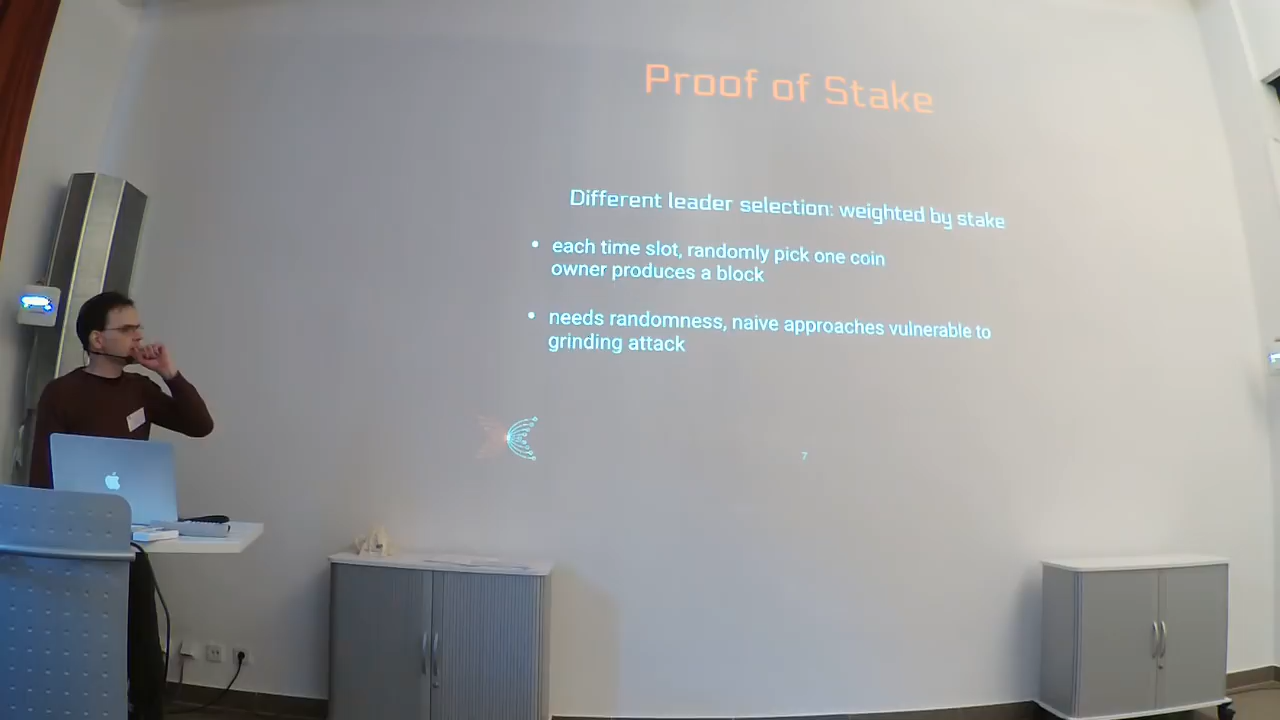 Proof of Stake
Different leader selection: weighted by stake
• each time slot, randomly pick one coin
owner produces a block
• needs randomness, naive approaches vulnerable to
grinding attack
7